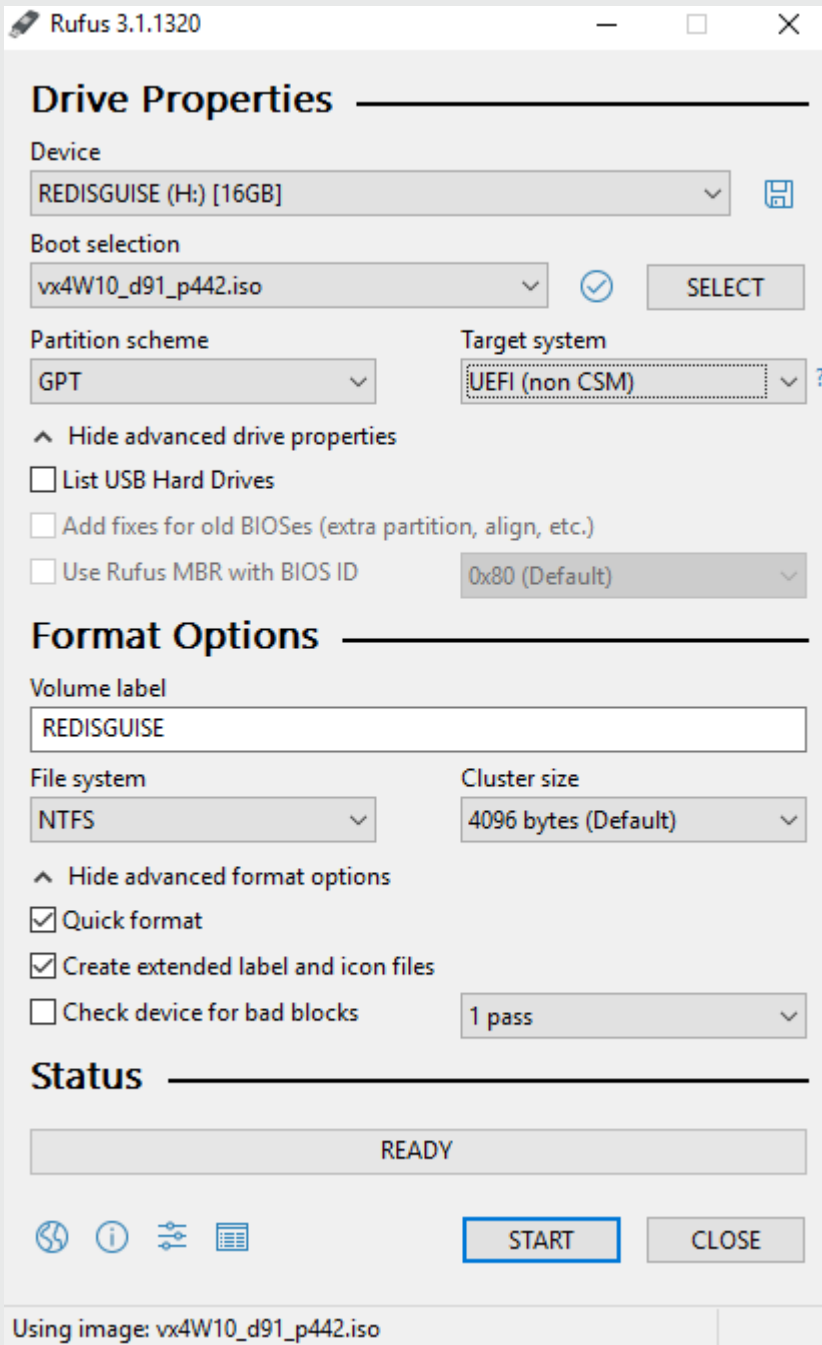 Rufus 3.1.1320
Drive Properties
Device
REDISGUISE (H:) [16GB]
Boot selection
vx4W10_d91_p442.iso
SELECT
Partition scheme
Target system
GPT
UEFI (non CSM)
?
Hide advanced drive properties
List USB Hard Drives
Add fixes for old BIOSes (extra partition, align, etc.)
Use Rufus MBR with BIOS ID
0x80 (Default)
Format Options
Volume label
REDISGUISE
File system
Cluster size
NTFS
4096 bytes (Default)
Hide advanced format options
Quick format
Create extended label and icon files
Check device for bad blocks
1 pass
Status
READY
START
CLOSE
Using image: vx4W10_d91_p442.iso